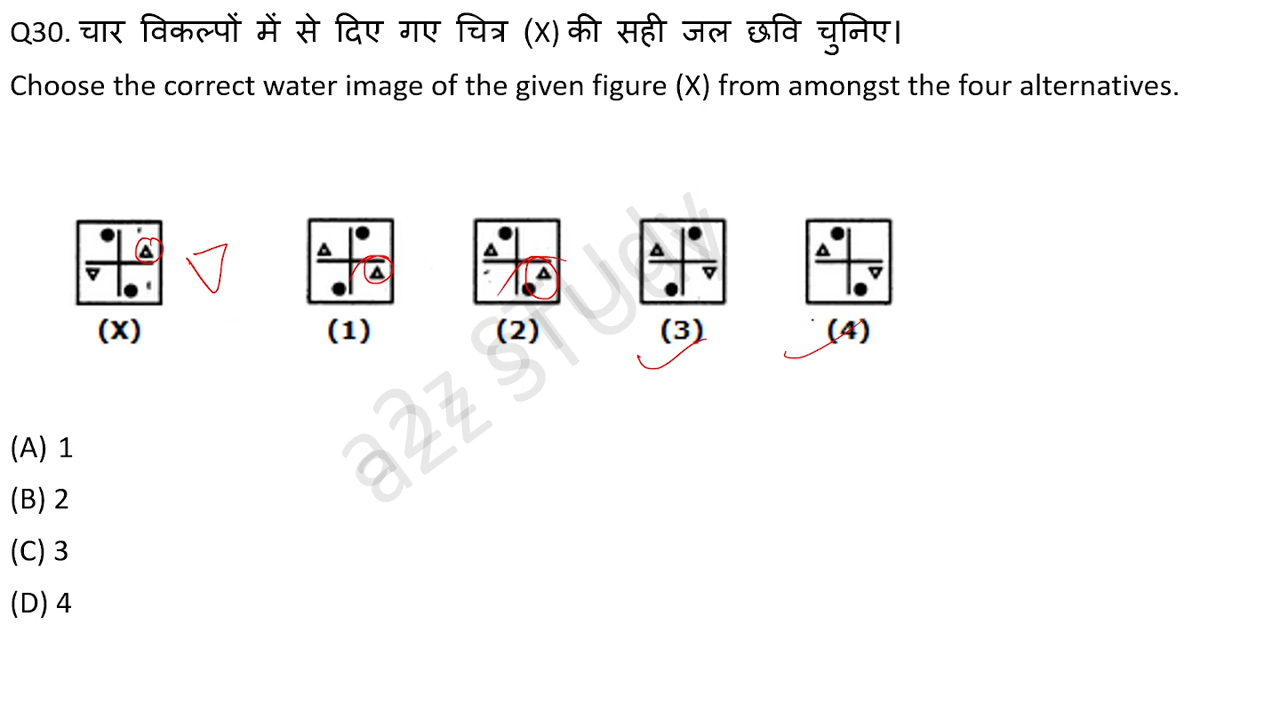 Q30. चार विकल्पों में से दिए गए चित्र (X) की सही जल छवि चुनिए।
Choose the correct water image of the given figure (X) from amongst the four alternatives.
(X) (1) (2) (3) (4)
a2z STUdy
(A) 1
(B) 2
(C) 3
(D) 4